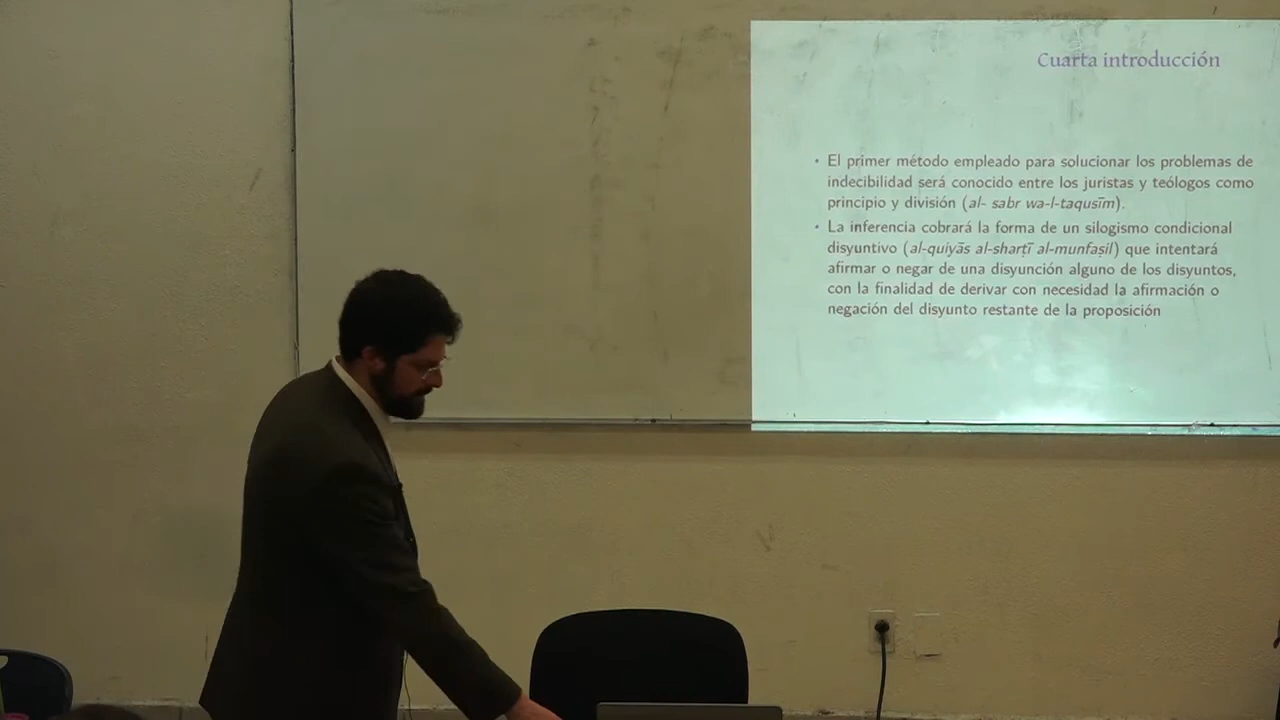 Cuarta introducción
• El primer método empleado para solucionar los problemas de
indecibilidad será conocido entre los juristas y teólogos como
principio y división (al- sabr wa-l-taqusīm).
• La inferencia cobrará la forma de un silogismo condicional
disyuntivo (al-quíyās al-sharṭī al-munfaṣil) que intentará
afirmar o negar de una disyunción alguno de los disyuntos,
con la finalidad de derivar con necesidad la afirmación o
negación del disyunto restante de la proposición